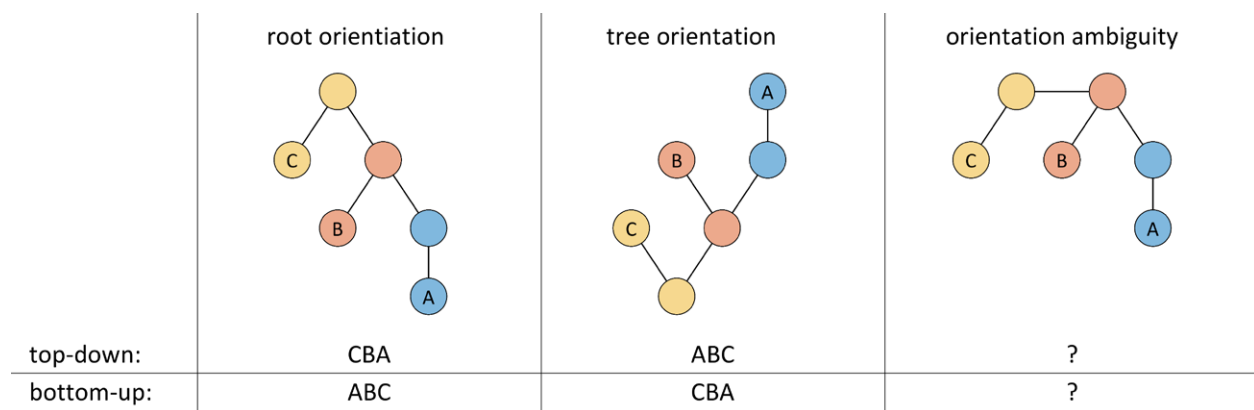 root orientiation tree orientation orientation ambiguity
A
C B C B
B C A
A
top-down: CBA ABC ?
bottom-up: ABC CBA ?